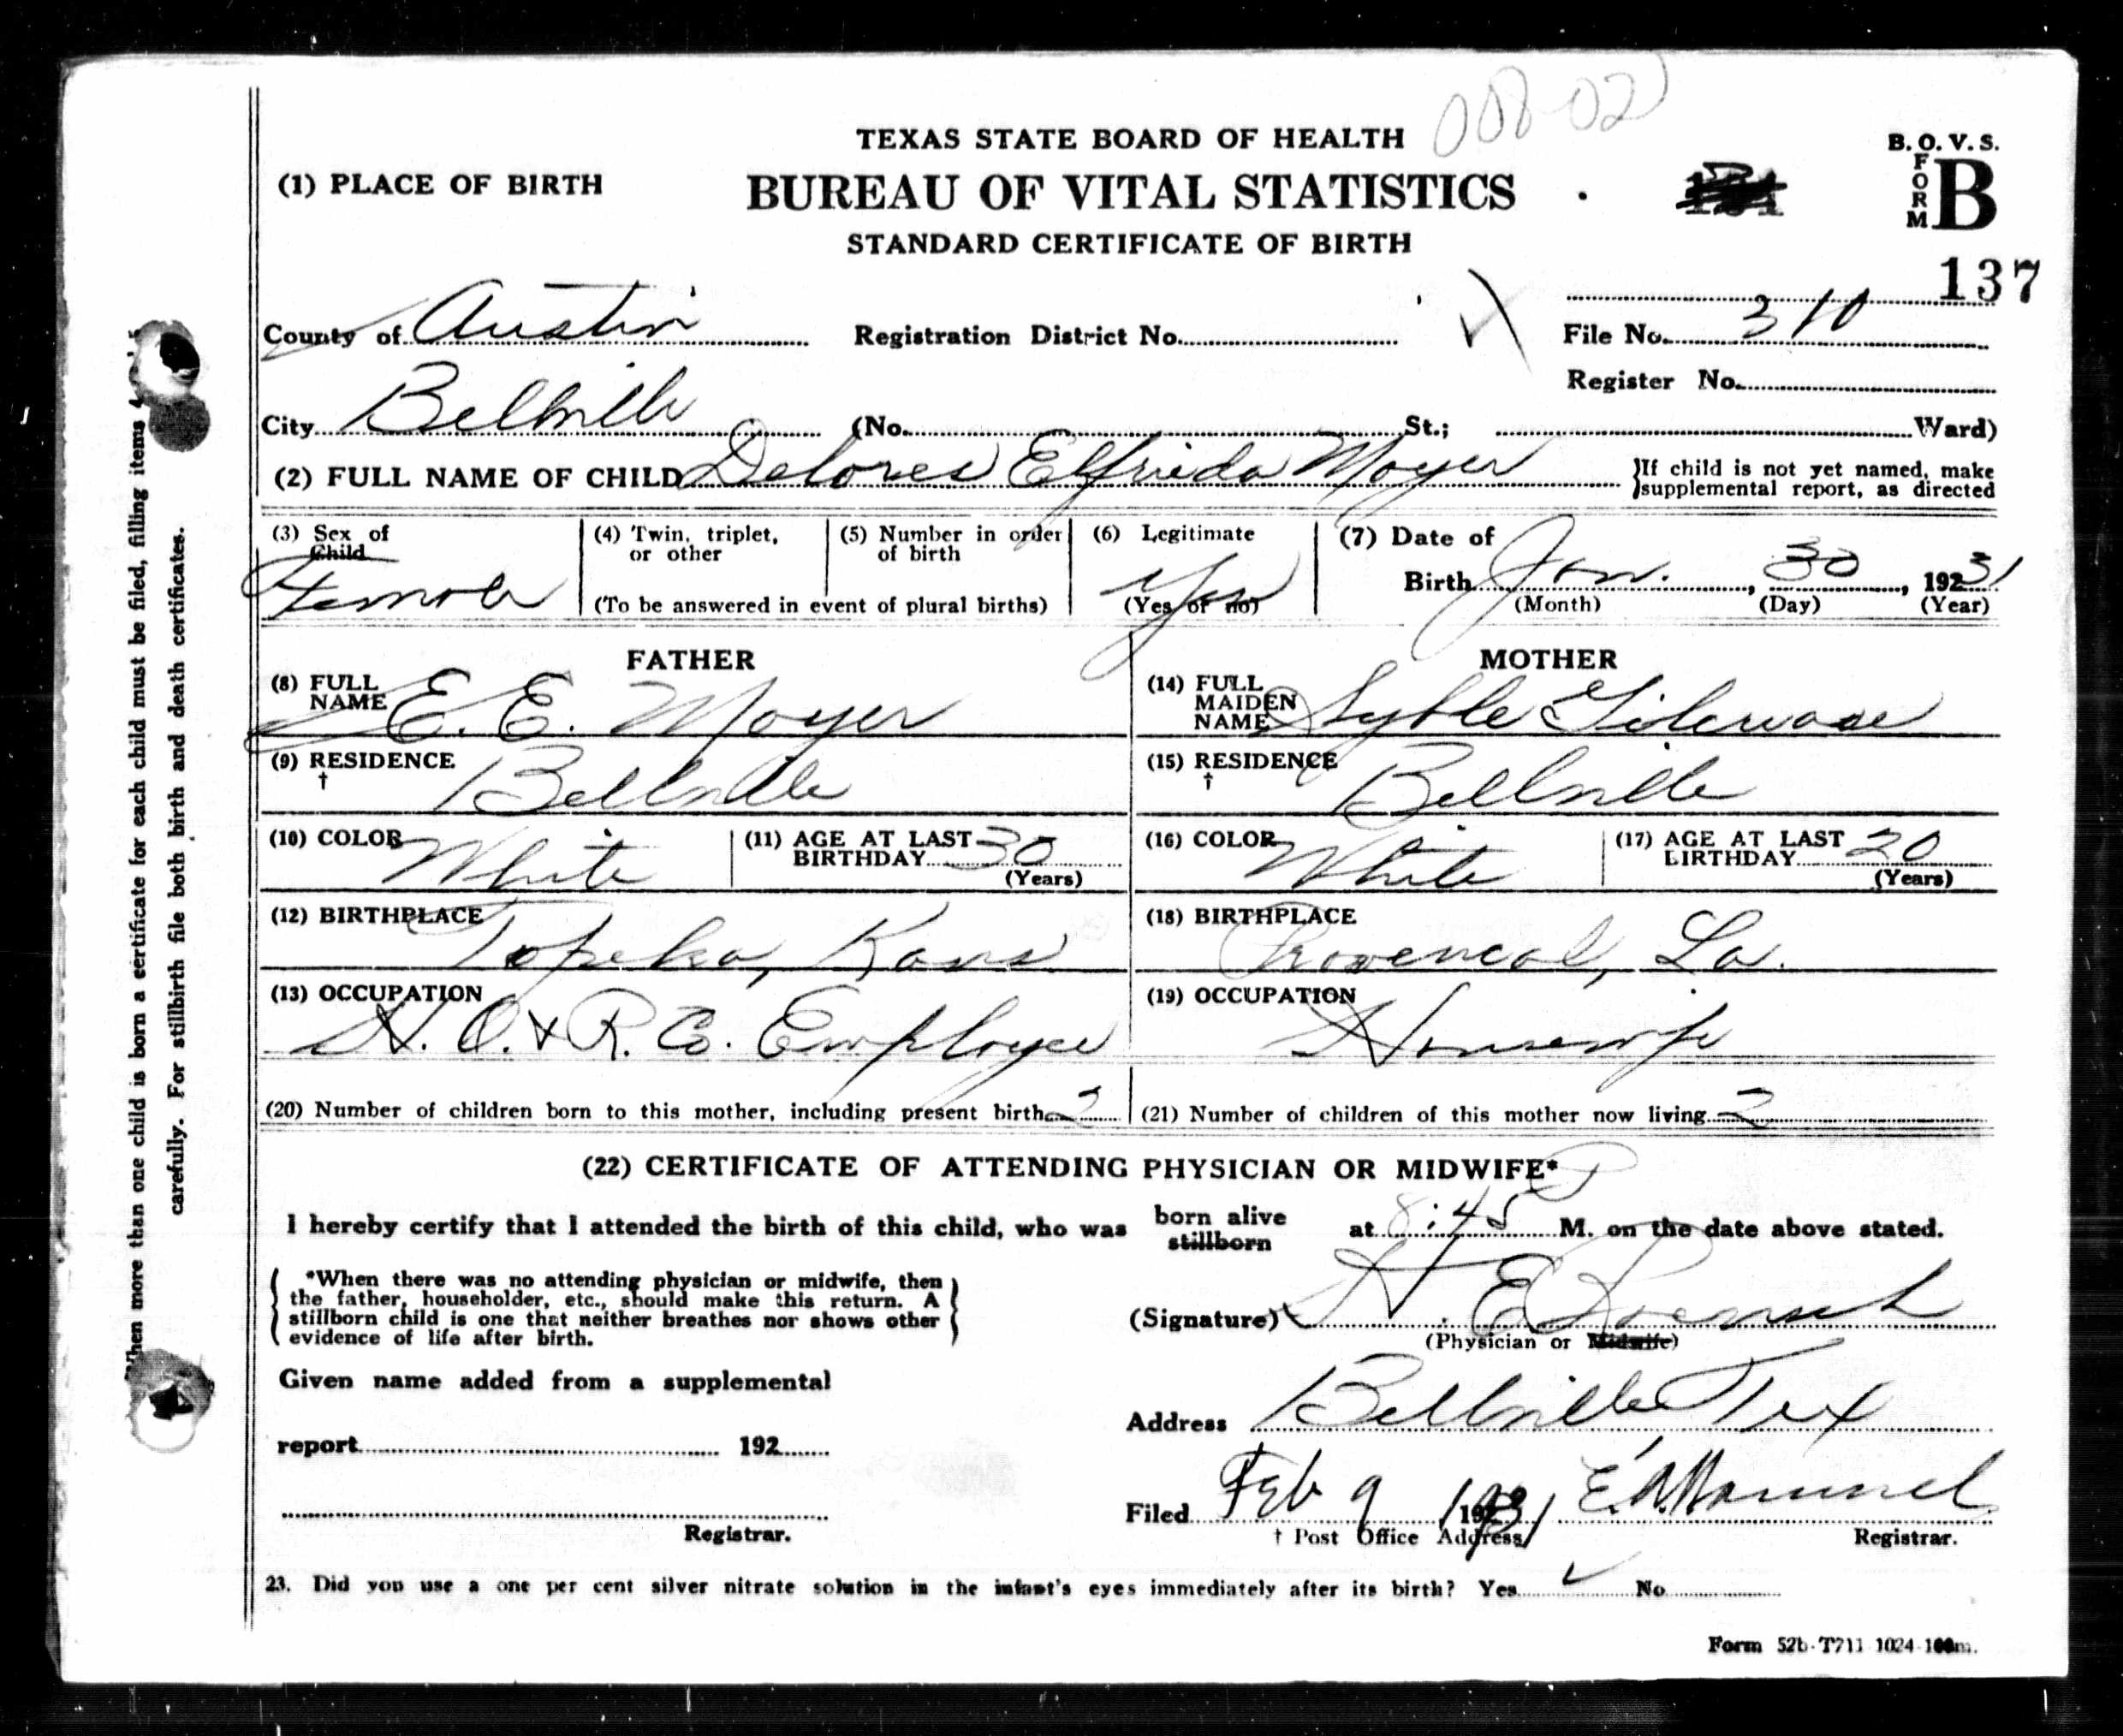 008-02
TEXAS STATE BOARD OF HEALTH
B. O. V. S.
(1) PLACE OF BIRTH
BUREAU OF VITAL STATISTICS
FORM B
STANDARD CERTIFICATE OF BIRTH
137
County of Austin Registration District No. File No. 310
Register No.
City Bellville (No. St.; Ward)
(2) FULL NAME OF CHILD Delores Elfrieda Moyer }If child is not yet named, make
supplemental report, as directed
(3) Sex of Child Female
(4) Twin, triplet, or other
(5) Number in order of birth
(To be answered in event of plural births)
(6) Legitimate Yes (Yes or no)
(7) Date of Birth Jan. 30, 19231
(Month) (Day) (Year)
FATHER
(8) FULL NAME E. E. Moyer
(9) RESIDENCE † Bellville
(10) COLOR White (11) AGE AT LAST BIRTHDAY 30 (Years)
(12) BIRTHPLACE Topeka, Kans
(13) OCCUPATION H. O. & R. Co. Employee
MOTHER
(14) FULL MAIDEN NAME Syble
(15) RESIDENCE † Bellville
(16) COLOR White (17) AGE AT LAST BIRTHDAY 20 (Years)
(18) BIRTHPLACE Provencal, La.
(19) OCCUPATION Housewife
(20) Number of children born to this mother, including present birth 2
(21) Number of children of this mother now living 2
(22) CERTIFICATE OF ATTENDING PHYSICIAN OR MIDWIFE*
I hereby certify that I attended the birth of this child, who was born alive stillborn at 8:45 P M. on the date above stated.
*When there was no attending physician or midwife, then
the father, householder, etc., should make this return. A
stillborn child is one that neither breathes nor shows other
evidence of life after birth.
(Signature) H. E. Roensch
(Physician or Midwife)
Given name added from a supplemental
Address Bellville Tex
report 192
Filed Feb 9 1931
Registrar.
† Post Office Address
Registrar.
23. Did you use a one per cent silver nitrate solution in the infant's eyes immediately after its birth? Yes ✓ No
Form 52b-T711-1024-100m.
When more than one child is born a certificate for each child must be filed, filling items 4
carefully. For stillbirth file both birth and death certificates.